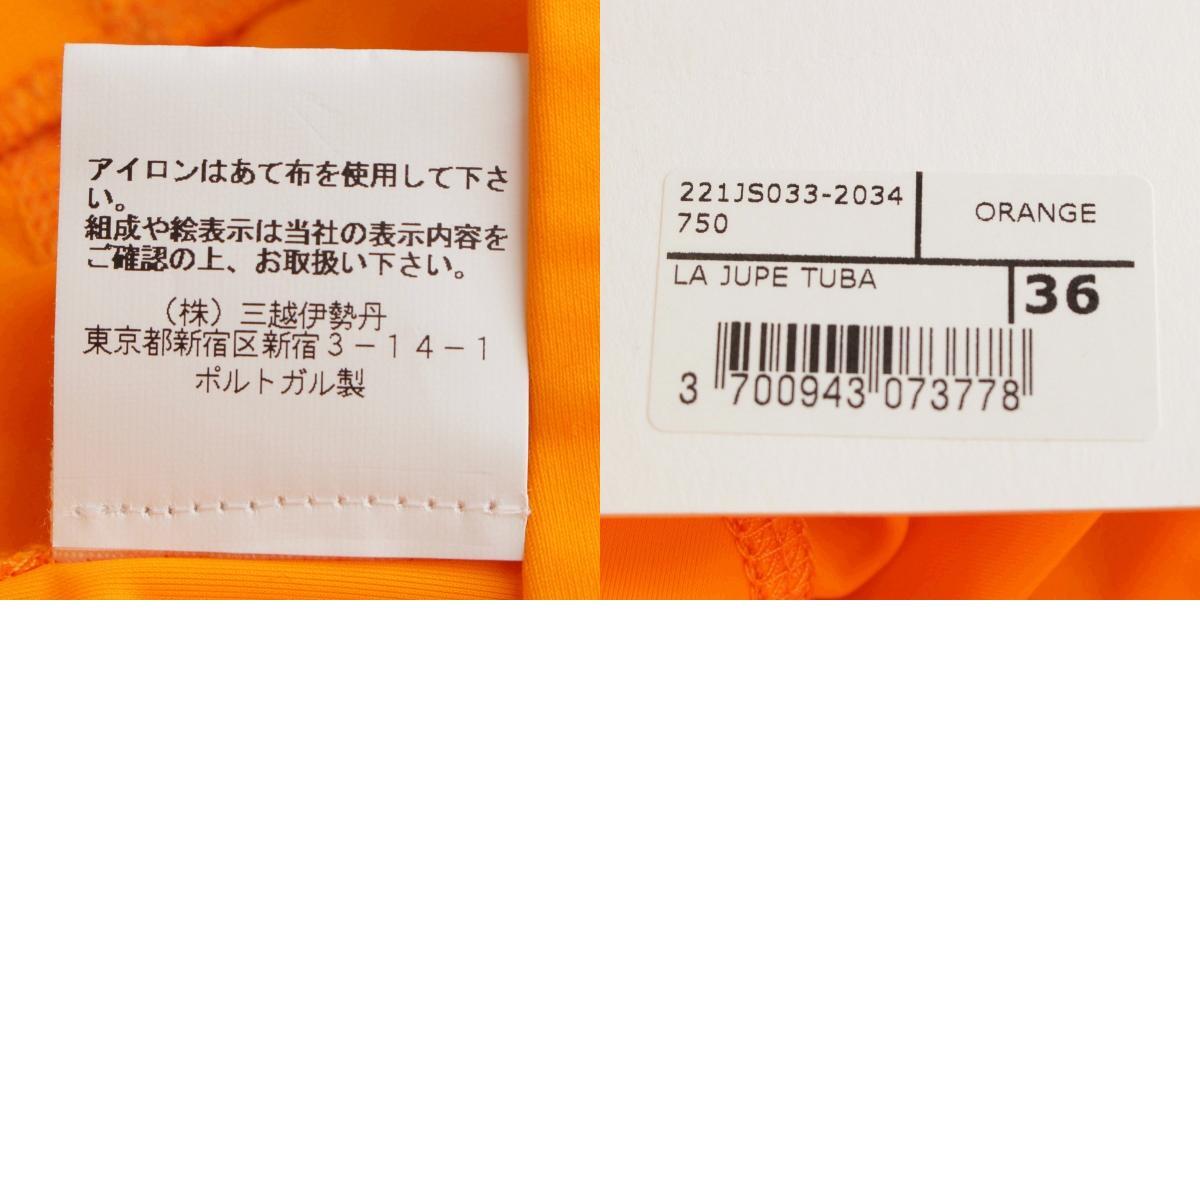 アイロンはあて布を使用して下さ
い。
組成や絵表示は当社の表示内容を
ご確認の上、お取扱い下さい。
（株）三越伊勢丹
東京都新宿区新宿３－１４－１
ポルトガル製
221JS033-2034
750
ORANGE
LA JUPE TUBA
36
3 700943 073778